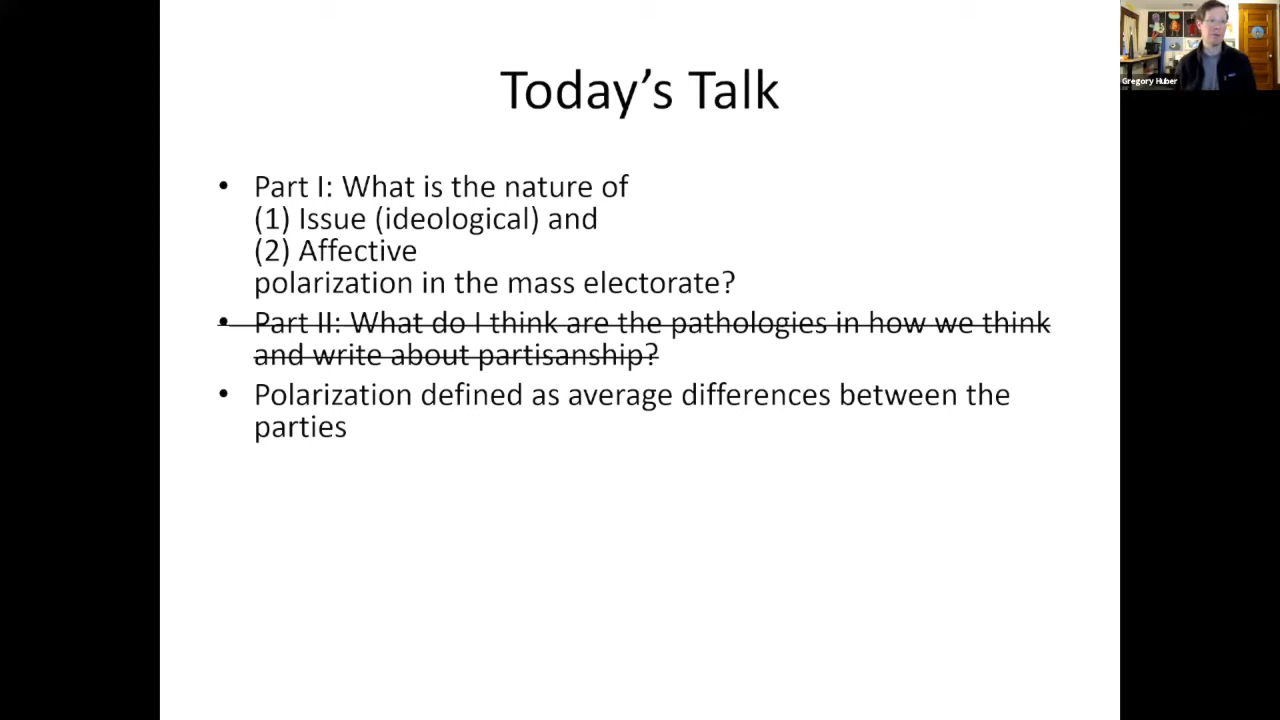 Today's Talk
Gregory Huber
• Part I: What is the nature of
(1) Issue (ideological) and
(2) Affective
polarization in the mass electorate?
• Part II: What do I think are the pathologies in how we think
and write about partisanship?
• Polarization defined as average differences between the
parties